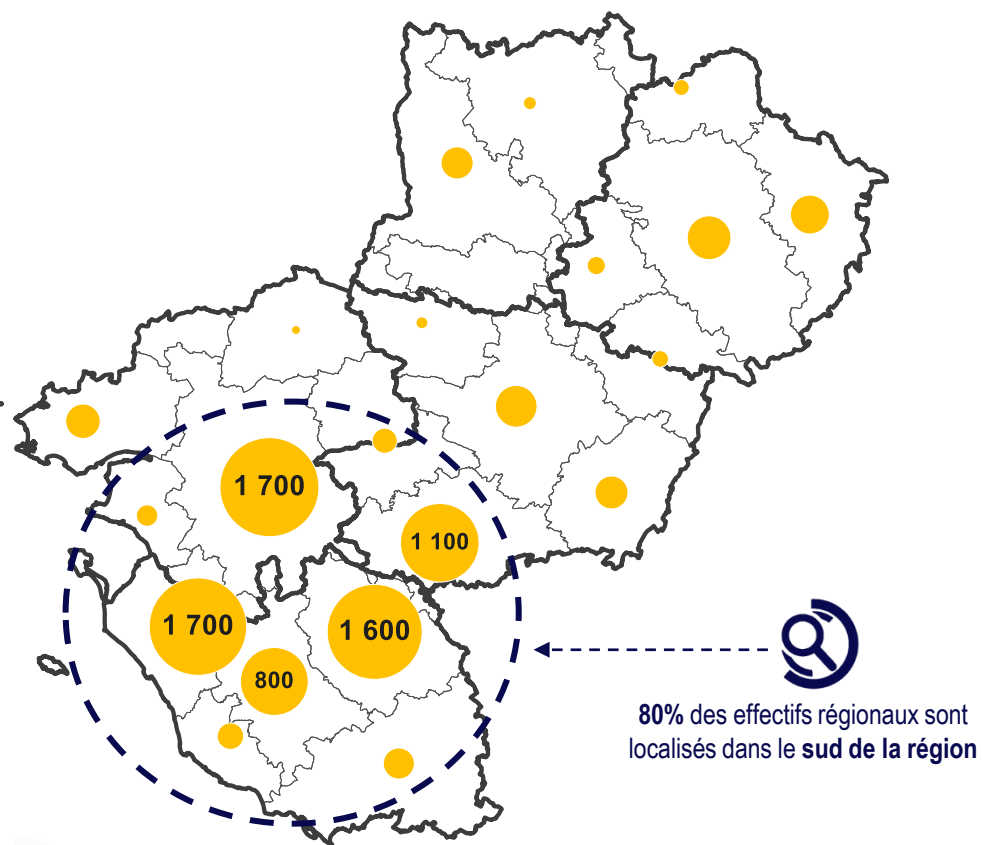 1 700
1 100
1 700
1 600
800
80% des effectifs régionaux sont
localisés dans le sud de la région